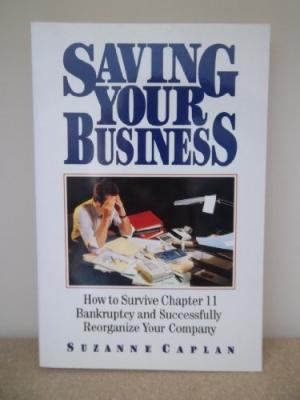 SAVING
YOUR
BUSINESS
How to Survive Chapter 11
Bankruptcy and Successfully
Reorganize Your Company
SUZANNE CAPLAN